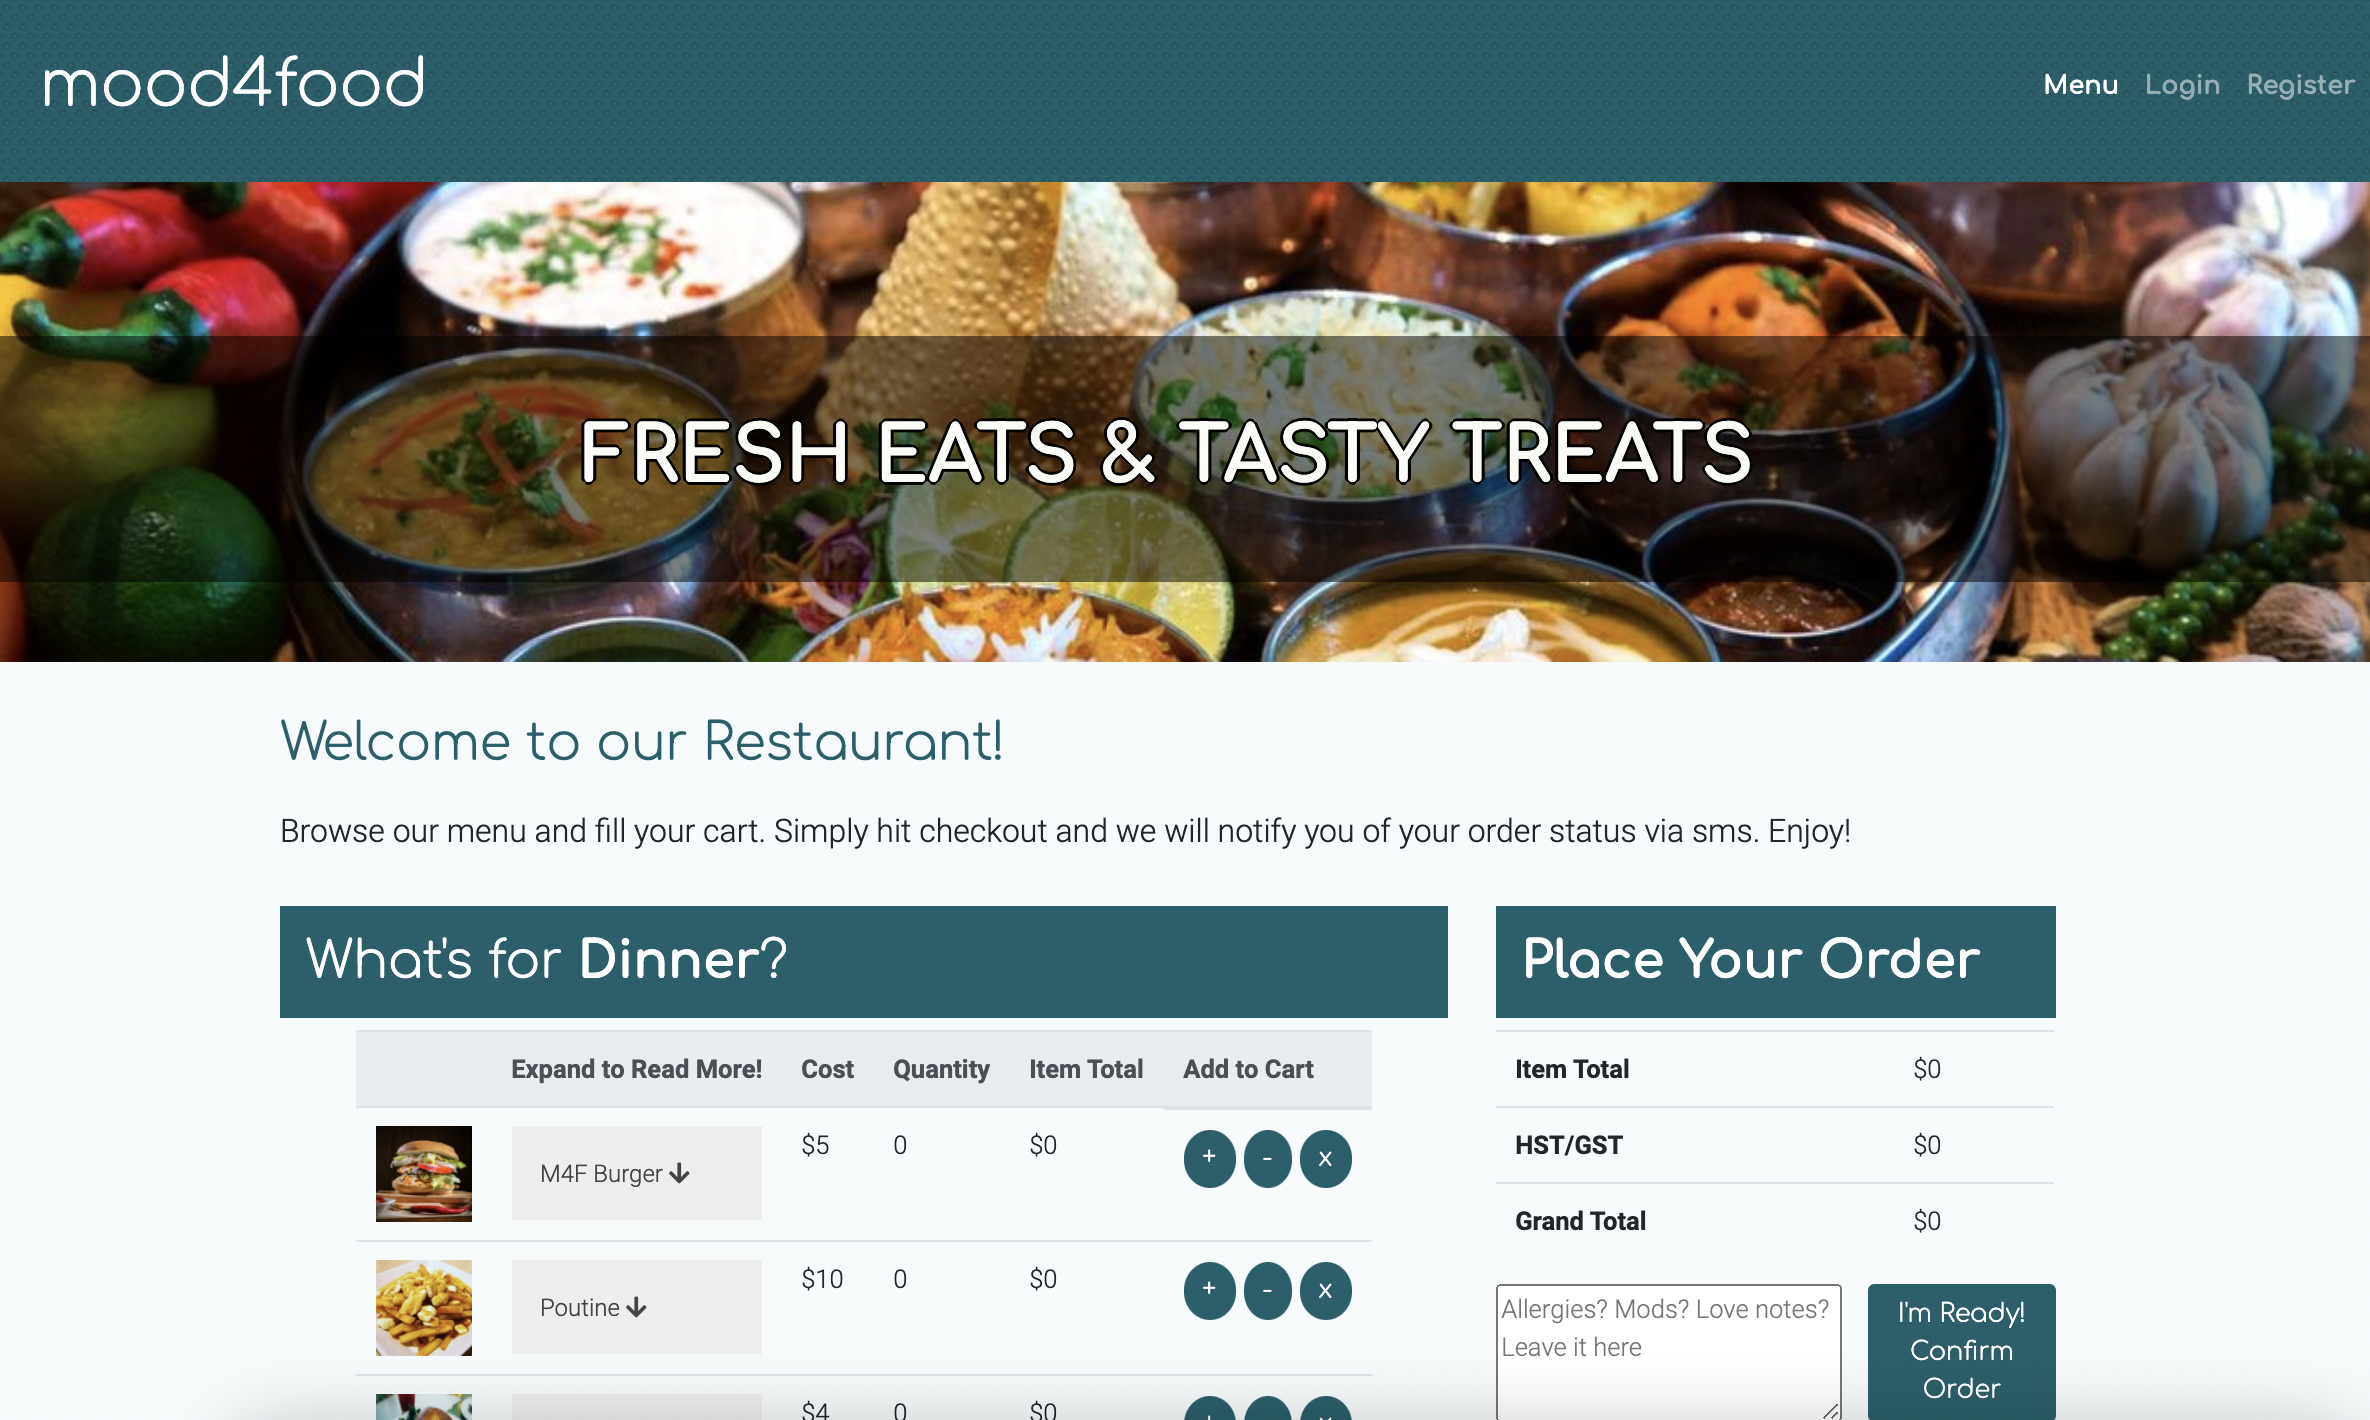 mood4food
Menu Login Register
FRESH EATS & TASTY TREATS
Welcome to our Restaurant!
Browse our menu and fill your cart. Simply hit checkout and we will notify you of your order status via sms. Enjoy!
What's for Dinner?
Expand to Read More! Cost Quantity Item Total Add to Cart
M4F Burger $5 0 $0 + - x
Poutine $10 0 $0 + - x
$4 0 $0 + - x
Place Your Order
Item Total $0
HST/GST $0
Grand Total $0
Allergies? Mods? Love notes?
Leave it here
I'm Ready!
Confirm
Order